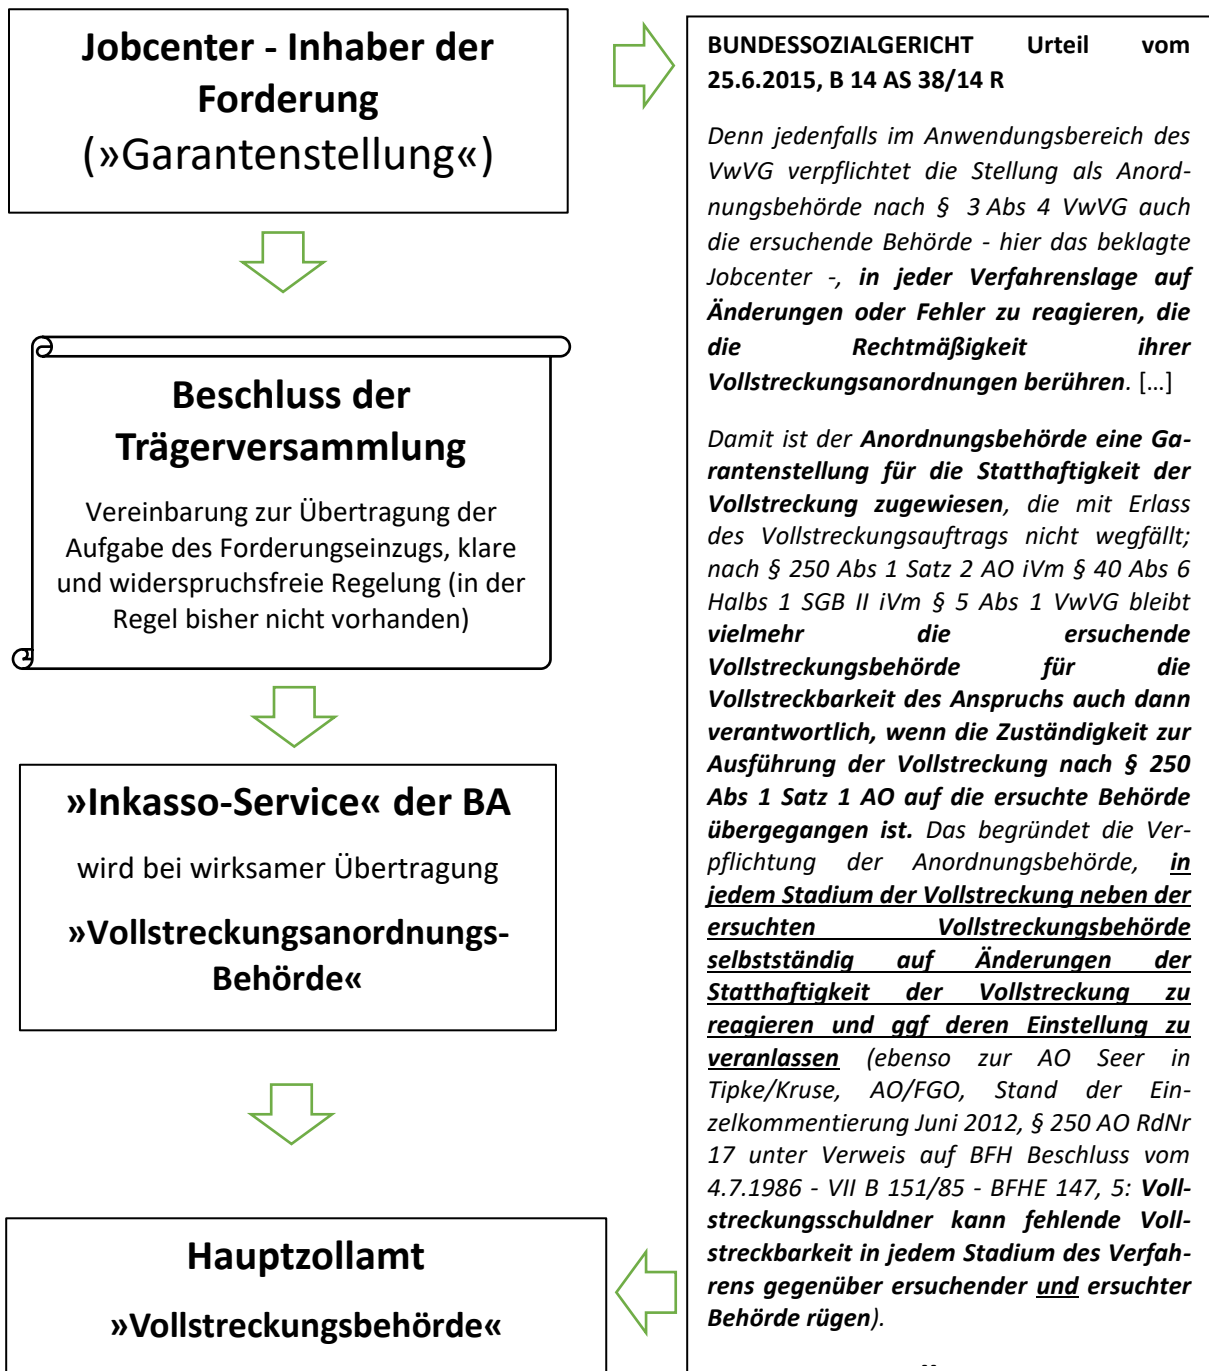 Jobcenter - Inhaber der
Forderung
(»Garantenstellung«)
Beschluss der
Trägerversammlung
Vereinbarung zur Übertragung der
Aufgabe des Forderungseinzugs, klare
und widerspruchsfreie Regelung (in der
Regel bisher nicht vorhanden)
»Inkasso-Service« der BA
wird bei wirksamer Übertragung
»Vollstreckungsanordnungs-
Behörde«
Hauptzollamt
»Vollstreckungsbehörde«
BUNDESSOZIALGERICHT Urteil vom
25.6.2015, B 14 AS 38/14 R
Denn jedenfalls im Anwendungsbereich des
VwVG verpflichtet die Stellung als Anord-
nungsbehörde nach § 3 Abs 4 VwVG auch
die ersuchende Behörde - hier das beklagte
Jobcenter -, in jeder Verfahrenslage auf
Änderungen oder Fehler zu reagieren, die
die Rechtmäßigkeit ihrer
Vollstreckungsanordnungen berühren. […]
Damit ist der Anordnungsbehörde eine Ga-
rantenstellung für die Statthaftigkeit der
Vollstreckung zugewiesen, die mit Erlass
des Vollstreckungsauftrags nicht wegfällt;
nach § 250 Abs 1 Satz 2 AO iVm § 40 Abs 6
Halbs 1 SGB II iVm § 5 Abs 1 VwVG bleibt
vielmehr die ersuchende
Vollstreckungsbehörde für die
Vollstreckbarkeit des Anspruchs auch dann
verantwortlich, wenn die Zuständigkeit zur
Ausführung der Vollstreckung nach § 250
Abs 1 Satz 1 AO auf die ersuchte Behörde
übergegangen ist. Das begründet die Ver-
pflichtung der Anordnungsbehörde, in
jedem Stadium der Vollstreckung neben der
ersuchten Vollstreckungsbehörde
selbstständig auf Änderungen der
Statthaftigkeit der Vollstreckung zu
reagieren und ggf deren Einstellung zu
veranlassen (ebenso zur AO Seer in
Tipke/Kruse, AO/FGO, Stand der Ein-
zelkommentierung Juni 2012, § 250 AO RdNr
17 unter Verweis auf BFH Beschluss vom
4.7.1986 - VII B 151/85 - BFHE 147, 5: Voll-
streckungsschuldner kann fehlende Voll-
streckbarkeit in jedem Stadium des Verfah-
rens gegenüber ersuchender und ersuchter
Behörde rügen).